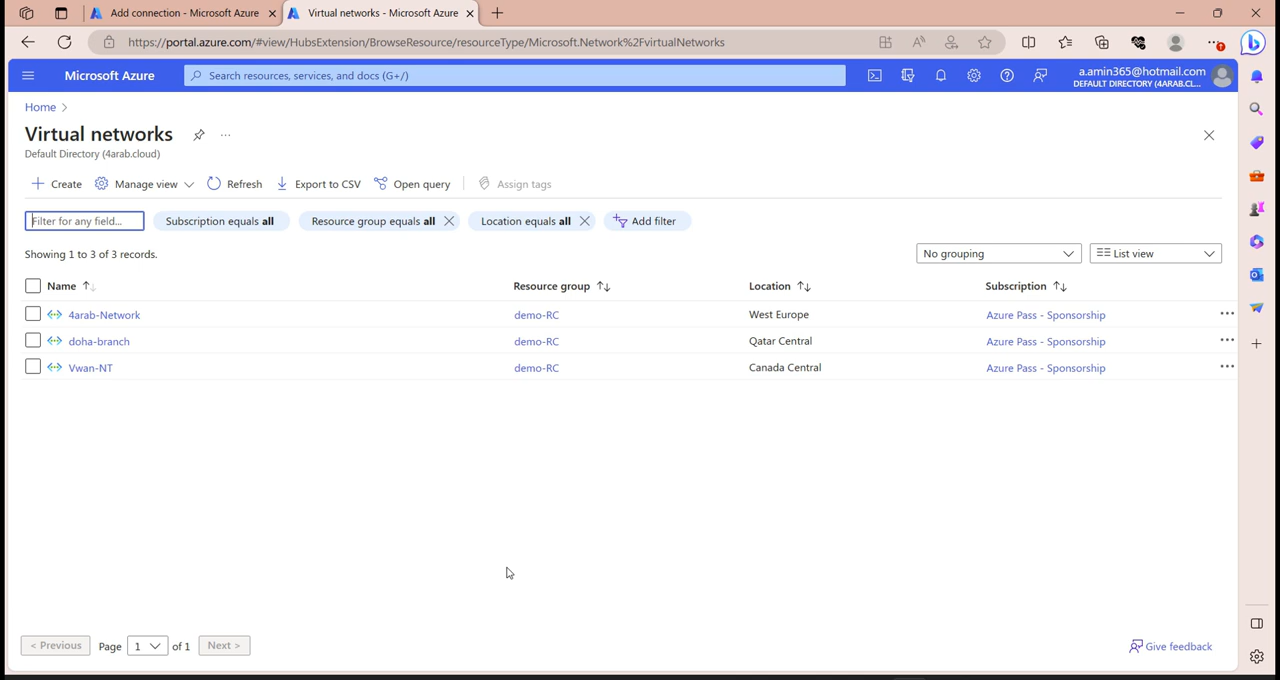 Add connection - Microsoft Azure
Virtual networks - Microsoft Azure
https://portal.azure.com/#view/HubsExtension/BrowseResource/resourceType/Microsoft.Network%2FvirtualNetworks
Microsoft Azure
Search resources, services, and docs (G+/)
a.amin365@hotmail.com
DEFAULT DIRECTORY (4ARAB.CL...
Home
Virtual networks
Default Directory (4arab.cloud)
Create Manage view Refresh Export to CSV Open query Assign tags
Filter for any field... Subscription equals all Resource group equals all Location equals all Add filter
Showing 1 to 3 of 3 records. No grouping List view
Name Resource group Location Subscription
4arab-Network demo-RC West Europe Azure Pass - Sponsorship
doha-branch demo-RC Qatar Central Azure Pass - Sponsorship
Vwan-NT demo-RC Canada Central Azure Pass - Sponsorship
< Previous Page 1 of 1 Next >
Give feedback